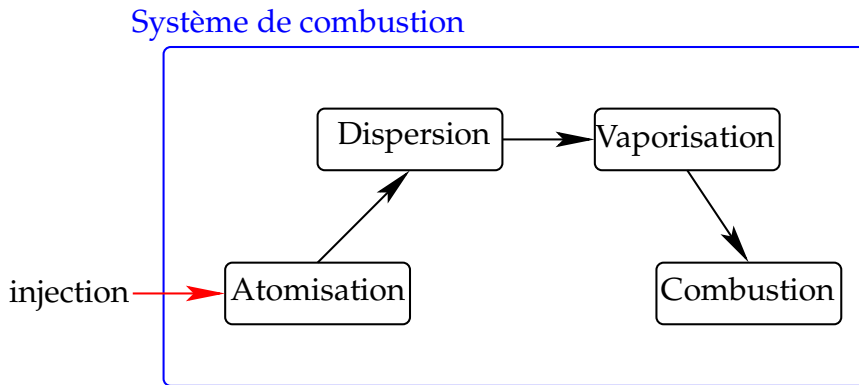 Système de combustion
Dispersion
Vaporisation
injection
Atomisation
Combustion